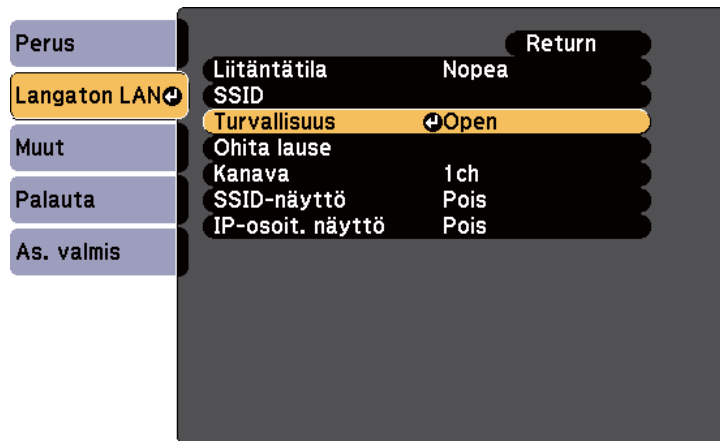 Perus
Langaton LAN
Muut
Palauta
As. valmis
Return
Liitäntätila Nopea
SSID
Turvallisuus Open
Ohita lause
Kanava 1ch
SSID-näyttö Pois
IP-osoit. näyttö Pois